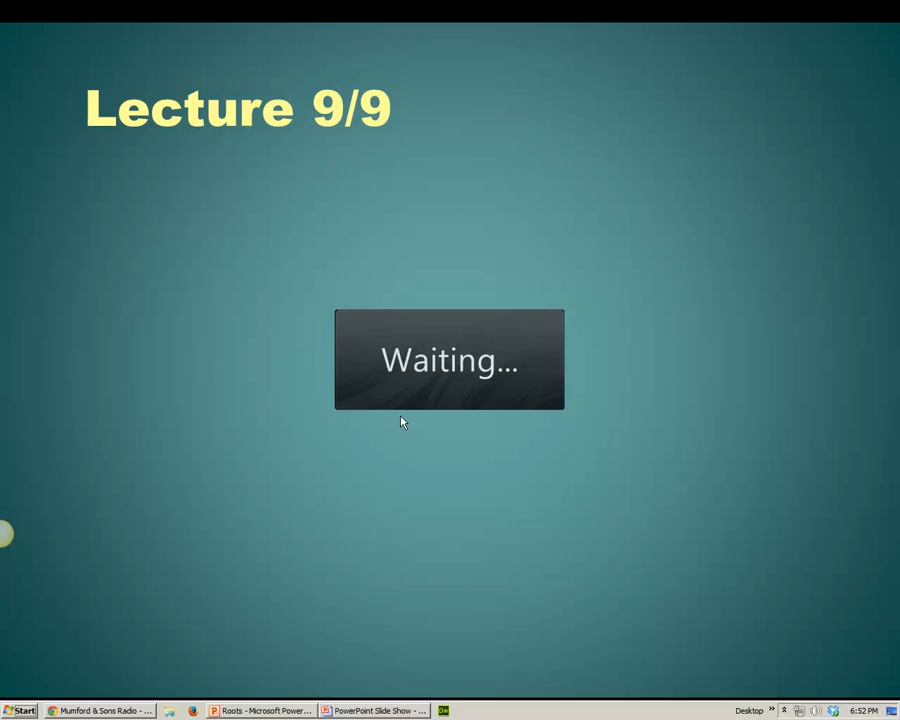 Lecture 9/9
Waiting...
Start
Mumford & Sons Radio - ...
Roots - Microsoft Power...
PowerPoint Slide Show - ...
Desktop
6:52 PM